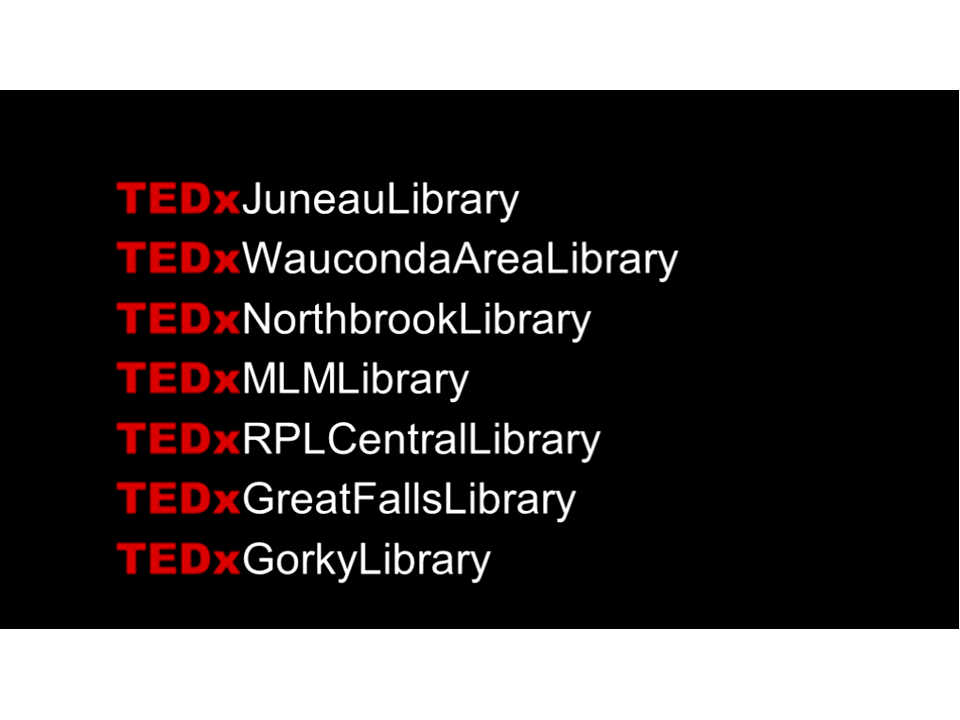 TEDxJuneauLibrary
TEDxWaucondaAreaLibrary
TEDxNorthbrookLibrary
TEDxMLMLibrary
TEDxRPLCentralLibrary
TEDxGreatFallsLibrary
TEDxGorkyLibrary